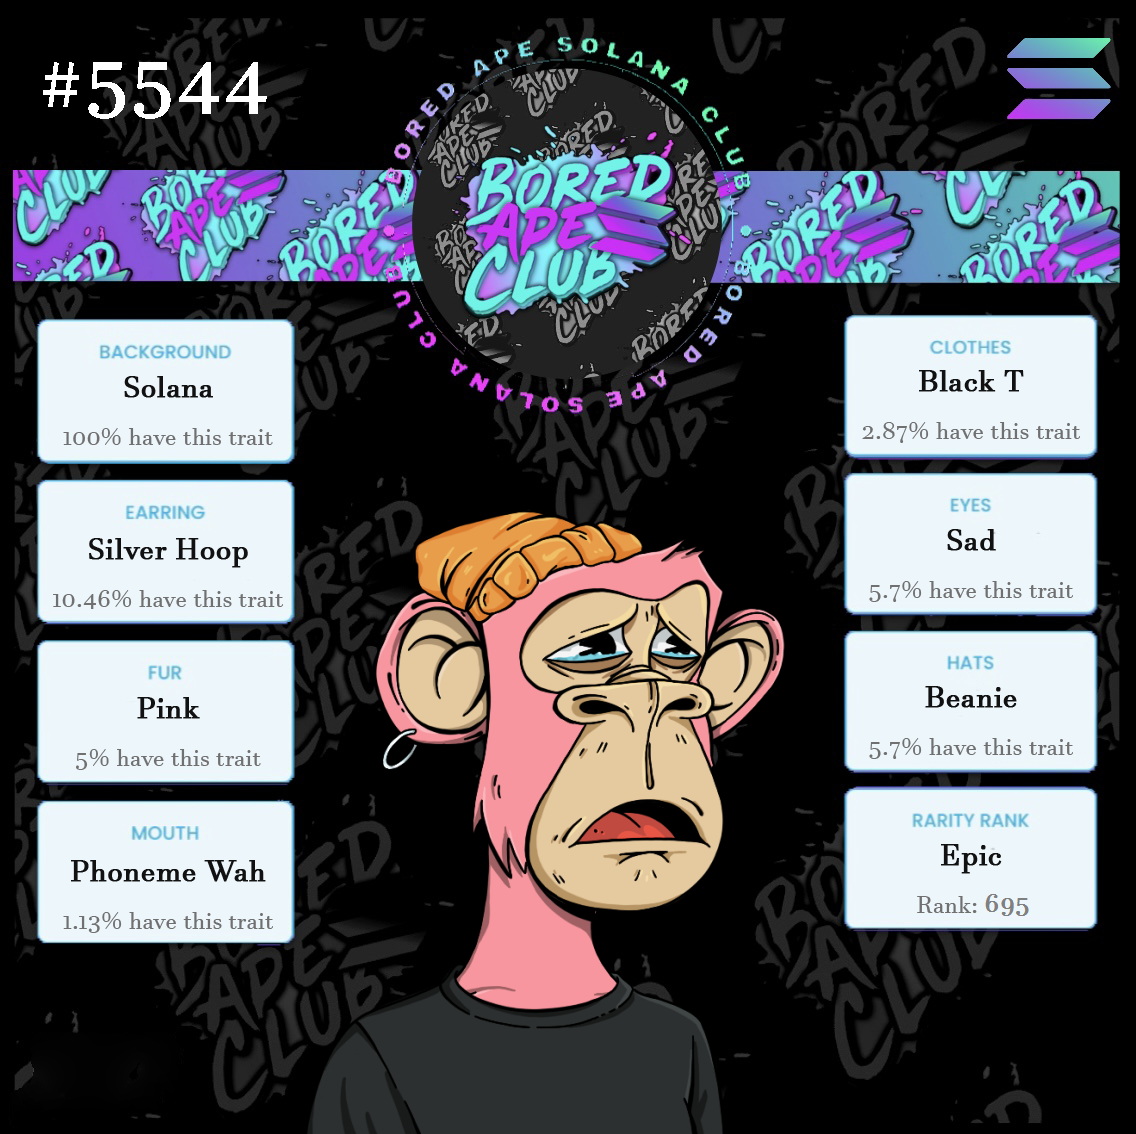 #5544
BORED APE SOLANA CLUB
BORED
APE
CLUB
BORED APE SOLANA CLUB
BACKGROUND
Solana
100% have this trait
EARRING
Silver Hoop
10.46% have this trait
FUR
Pink
5% have this trait
MOUTH
Phoneme Wah
1.13% have this trait
CLOTHES
Black T
2.87% have this trait
EYES
Sad
5.7% have this trait
HATS
Beanie
5.7% have this trait
RARITY RANK
Epic
Rank: 695